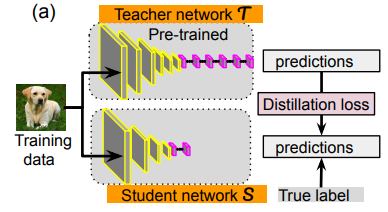 (a)
Teacher network 𝒯
Pre-trained
predictions
Distillation loss
Training
data
predictions
Student network 𝒮
True label